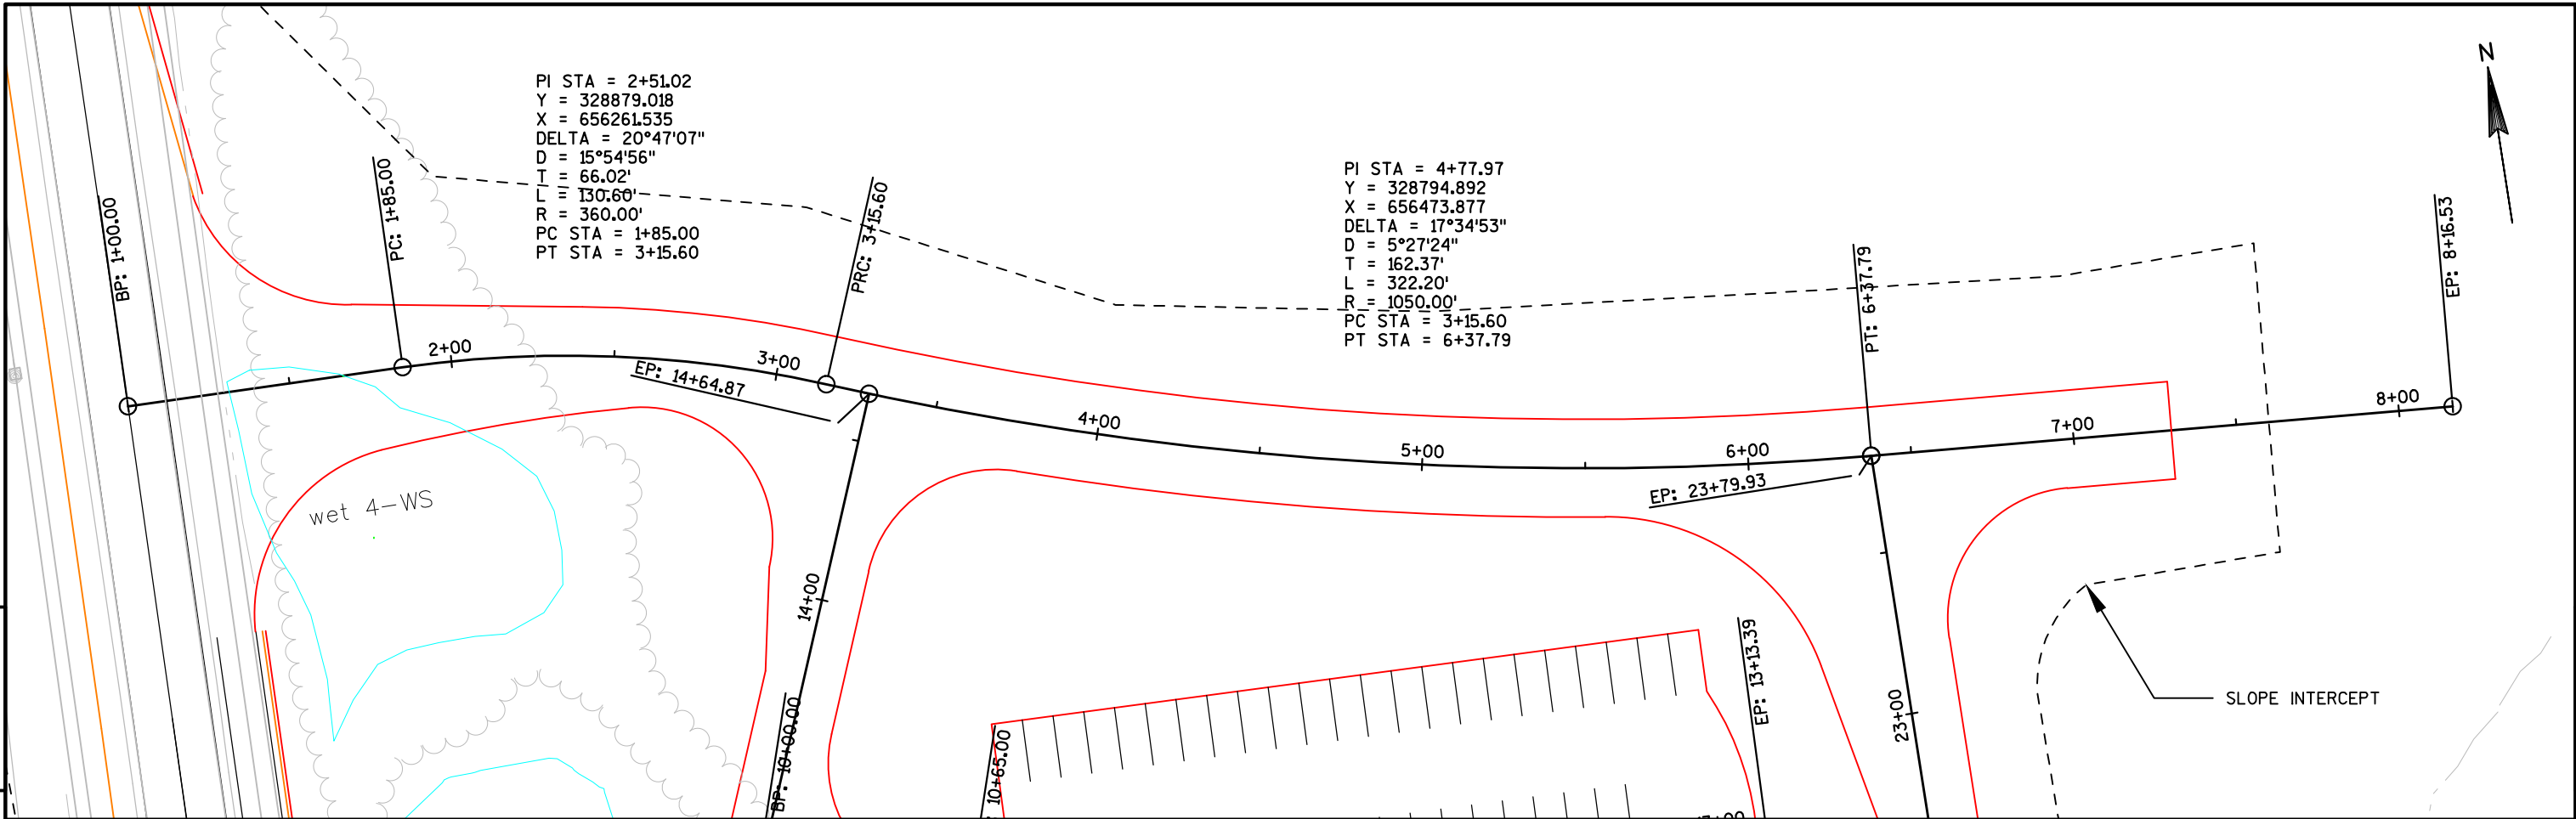 N
PI STA = 2+51.02
Y = 328879.018
X = 656261.535
DELTA = 20°47'07"
D = 15°54'56"
T = 66.02'
L = 130.60'
R = 360.00'
PC STA = 1+85.00
PT STA = 3+15.60
PI STA = 4+77.97
Y = 328794.892
X = 656473.877
DELTA = 17°34'53"
D = 5°27'24"
T = 162.37'
L = 322.20'
R = 1050.00'
PC STA = 3+15.60
PT STA = 6+37.79
BP: 1+00.00
PC: 1+85.00
PRC: 3+15.60
PT: 6+37.79
EP: 8+16.53
2+00
3+00
EP: 14+64.87
4+00
5+00
6+00
7+00
8+00
EP: 23+79.93
wet 4-WS
14+00
BP: 10+00.00
10+65.00
EP: 13+13.39
23+00
SLOPE INTERCEPT